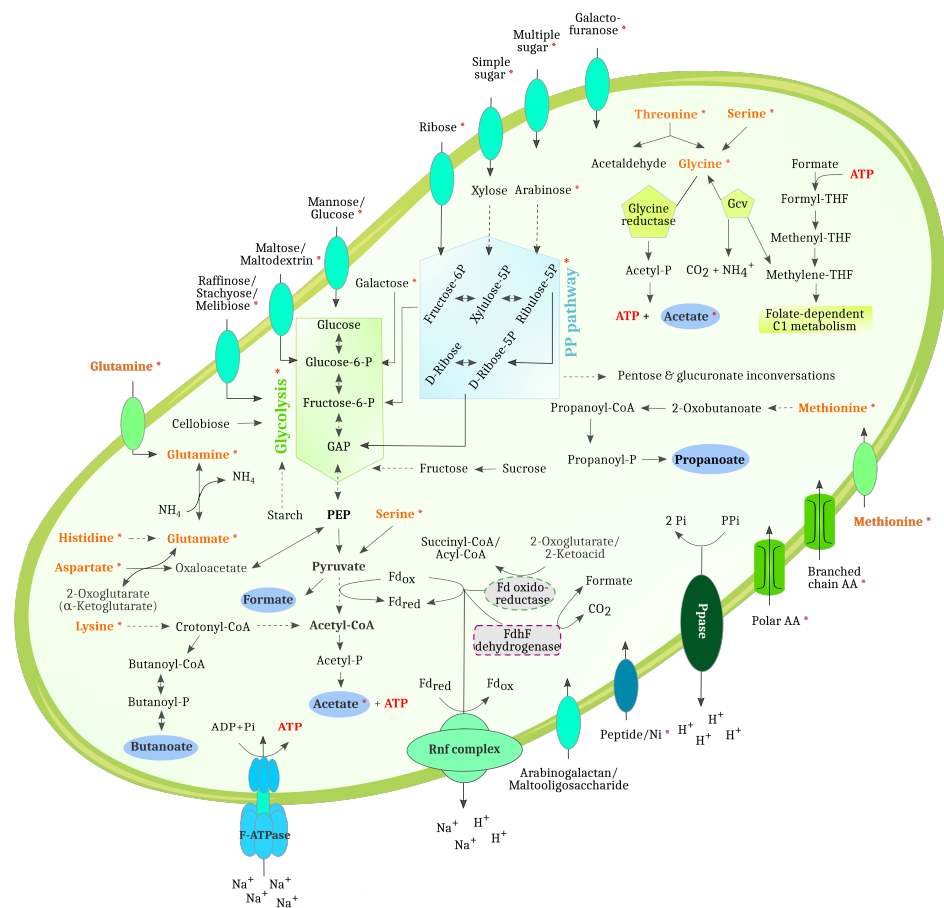 Galacto-
furanose *
Multiple
sugar *
Simple
sugar *
Ribose *
Threonine *
Serine *
Acetaldehyde
Glycine *
Formate
ATP
Formyl-THF
Glycine
reductase
Gcv
Methenyl-THF
Acetyl-P
CO2 + NH4+
Methylene-THF
ATP + Acetate *
Folate-dependent
C1 metabolism
Xylose
Arabinose *
Mannose/
Glucose *
Maltose/
Maltodextrin *
Raffinose/
Stachyose/
Melibiose *
Galactose *
Fructose-6P
Xylulose-5P
Ribulose-5P
D-Ribose
D-Ribose-5P
PP pathway *
Glucose
Glucose-6-P
Fructose-6-P
GAP
Glycolysis *
Pentose & glucuronate inconversations
Propanoyl-CoA
2-Oxobutanoate
Methionine *
Propanoyl-P
Propanoate
Glutamine *
Cellobiose
Glutamine *
NH4
NH4
Fructose
Sucrose
Starch
PEP
Serine *
Histidine *
Glutamate *
Aspartate *
Oxaloacetate
2-Oxoglutarate
(α-Ketoglutarate)
Pyruvate
Succinyl-CoA/
Acyl-CoA
2-Oxoglutarate/
2-Ketoacid
2 Pi
PPi
Methionine *
Branched
chain AA *
Polar AA *
Ppase
Formate
Fdox
Fdred
Fd oxido-
reductase
Formate
CO2
FdhF
dehydrogenase
Lysine *
Crotonyl-CoA
Acetyl-CoA
Butanoyl-CoA
Acetyl-P
Butanoyl-P
Acetate * + ATP
Fdred
Fdox
Butanoate
ADP+Pi
ATP
Rnf complex
Peptide/Ni *
H+
H+
H+
H+
Arabinogalactan/
Maltooligosaccharide
F-ATPase
Na+
H+
Na+
H+
Na+
Na+
Na+
Na+